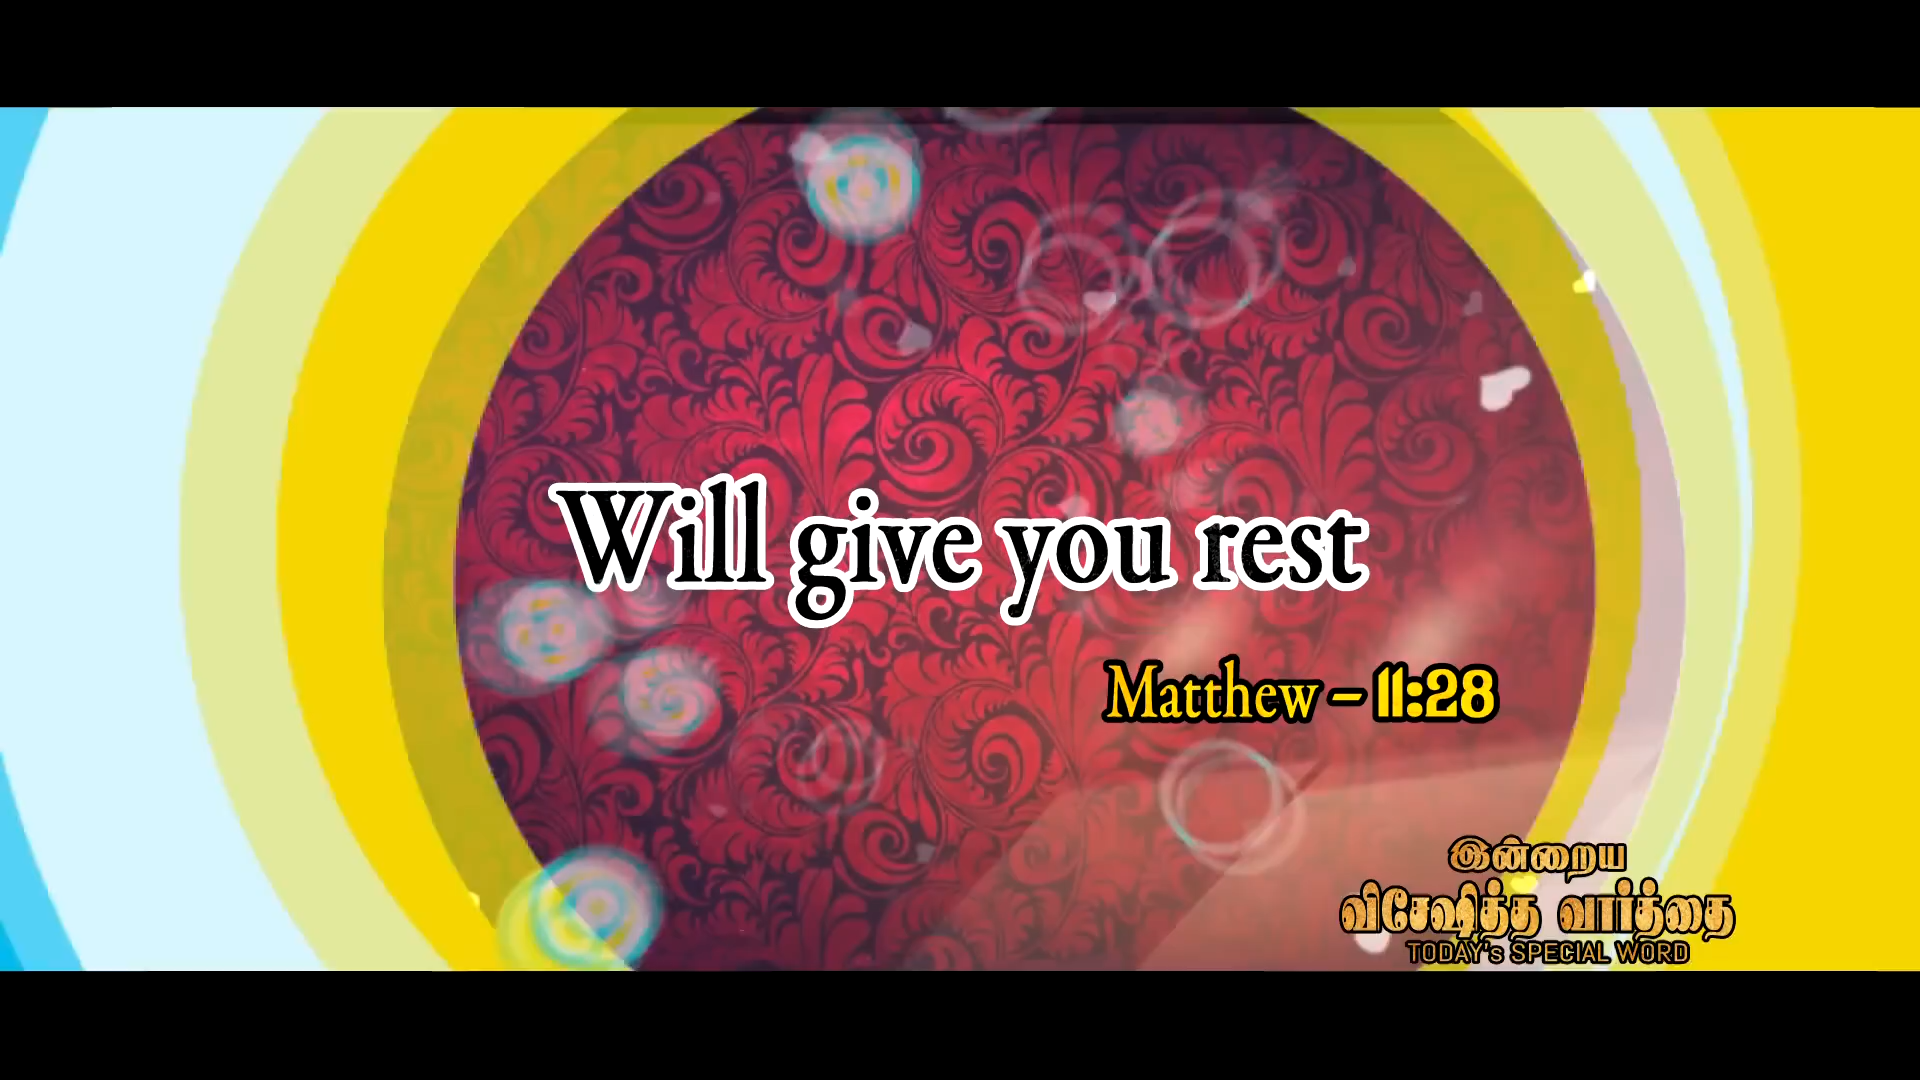 Will give you rest
Matthew – 11:28
இன்றைய
விசேஷித்த வார்த்தை
TODAY's SPECIAL WORD